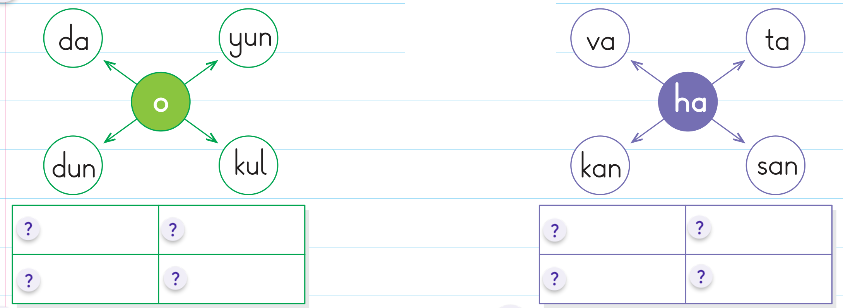 da yun va ta
o ha
dun kul kan san
? ? ? ?
? ? ? ?